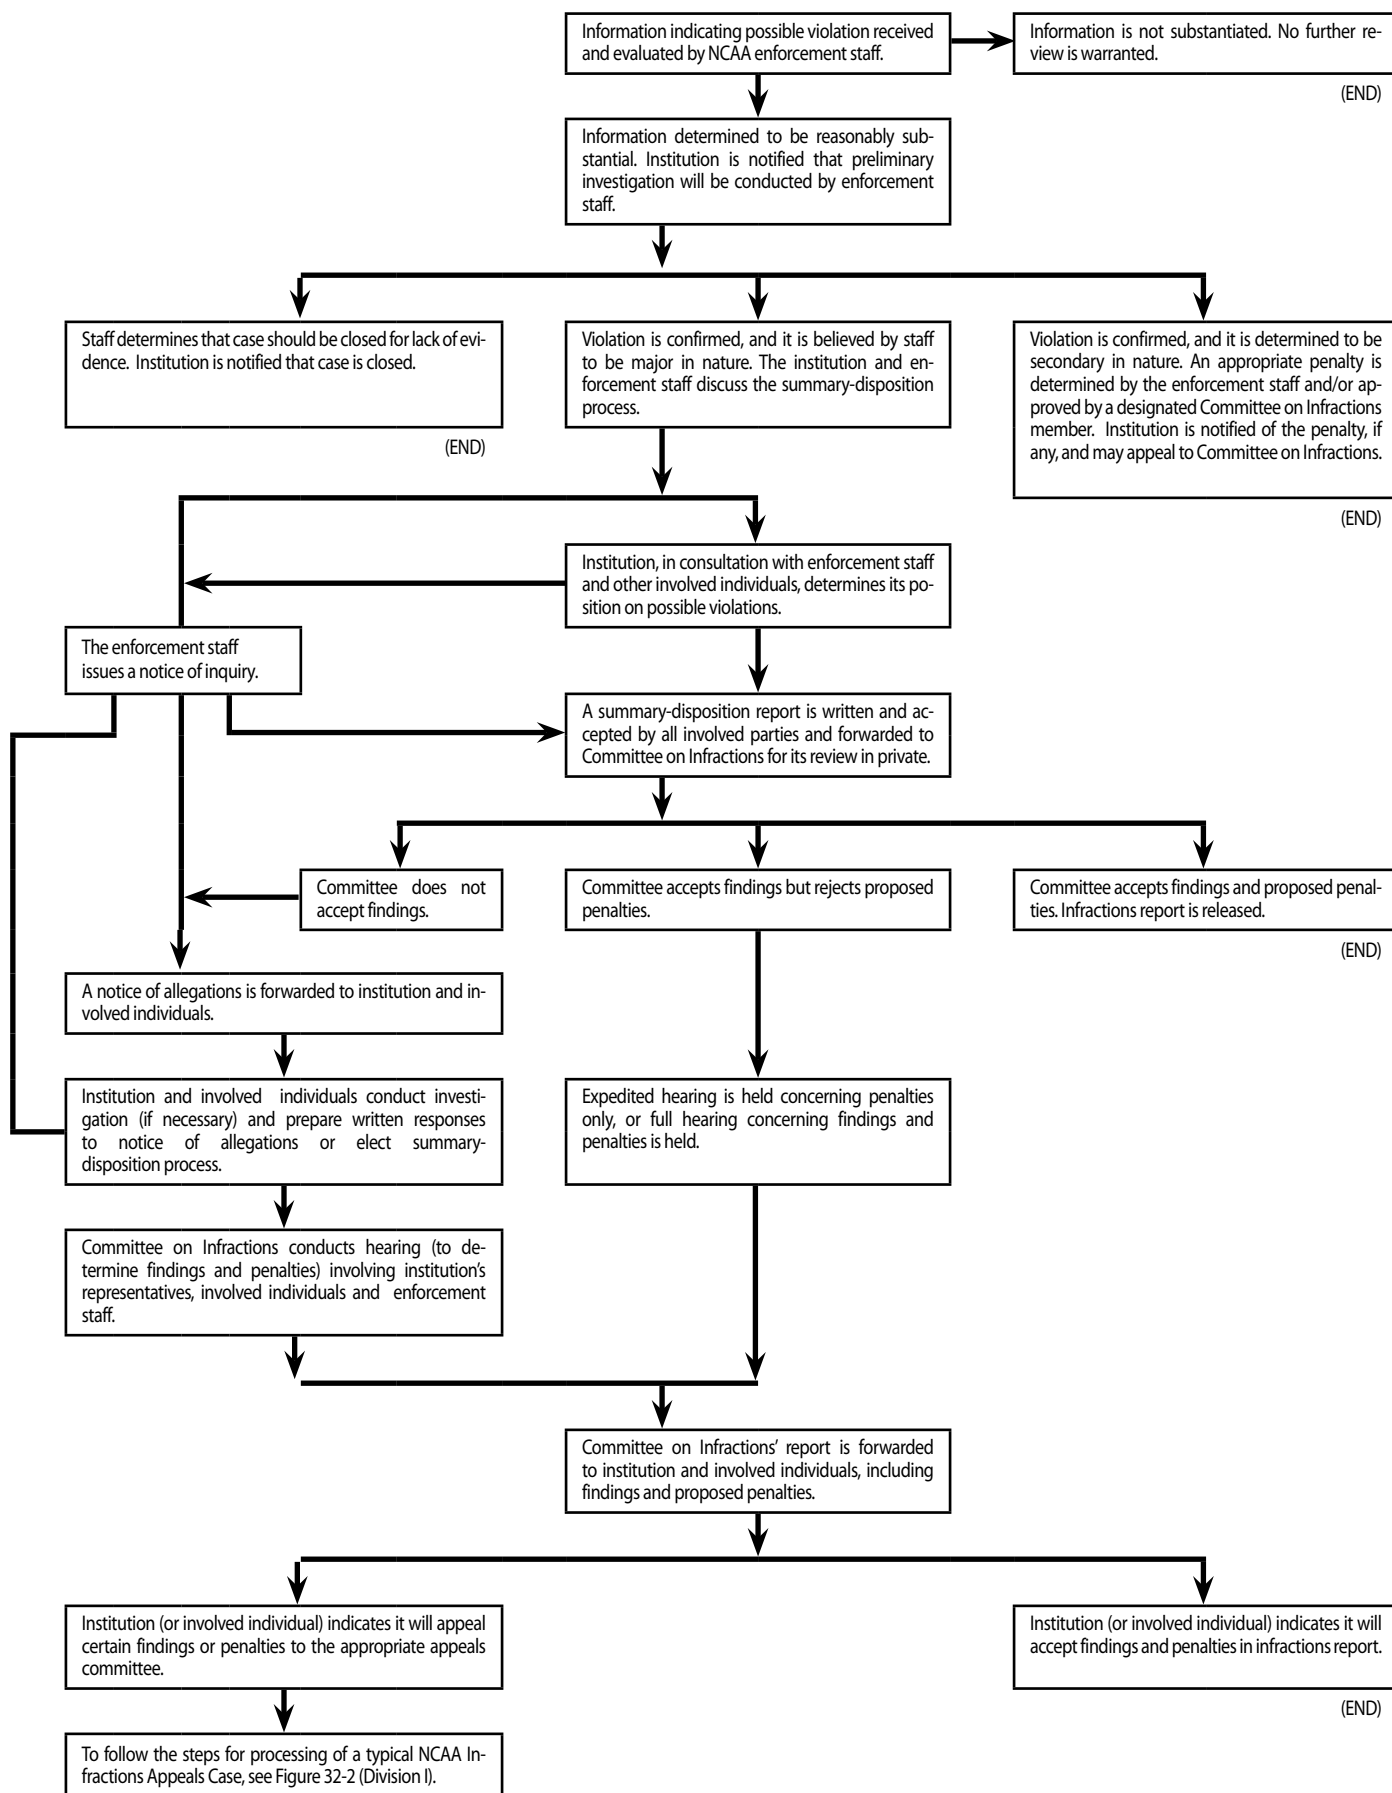 Information indicating possible violation received
and evaluated by NCAA enforcement staff.
Information is not substantiated. No further re-
view is warranted.
(END)
Information determined to be reasonably sub-
stantial. Institution is notified that preliminary
investigation will be conducted by enforcement
staff.
Staff determines that case should be closed for lack of evi-
dence. Institution is notified that case is closed.
(END)
Violation is confirmed, and it is believed by staff
to be major in nature. The institution and en-
forcement staff discuss the summary-disposition
process.
Violation is confirmed, and it is determined to be
secondary in nature. An appropriate penalty is
determined by the enforcement staff and/or ap-
proved by a designated Committee on Infractions
member. Institution is notified of the penalty, if
any, and may appeal to Committee on Infractions.
(END)
Institution, in consultation with enforcement staff
and other involved individuals, determines its po-
sition on possible violations.
The enforcement staff
issues a notice of inquiry.
A summary-disposition report is written and ac-
cepted by all involved parties and forwarded to
Committee on Infractions for its review in private.
Committee does not
accept findings.
Committee accepts findings but rejects proposed
penalties.
Committee accepts findings and proposed penal-
ties. Infractions report is released.
(END)
A notice of allegations is forwarded to institution and in-
volved individuals.
Institution and involved individuals conduct investi-
gation (if necessary) and prepare written responses
to notice of allegations or elect summary-
disposition process.
Expedited hearing is held concerning penalties
only, or full hearing concerning findings and
penalties is held.
Committee on Infractions conducts hearing (to de-
termine findings and penalties) involving institution's
representatives, involved individuals and enforcement
staff.
Committee on Infractions' report is forwarded
to institution and involved individuals, including
findings and proposed penalties.
Institution (or involved individual) indicates it will appeal
certain findings or penalties to the appropriate appeals
committee.
Institution (or involved individual) indicates it will
accept findings and penalties in infractions report.
(END)
To follow the steps for processing of a typical NCAA In-
fractions Appeals Case, see Figure 32-2 (Division I).